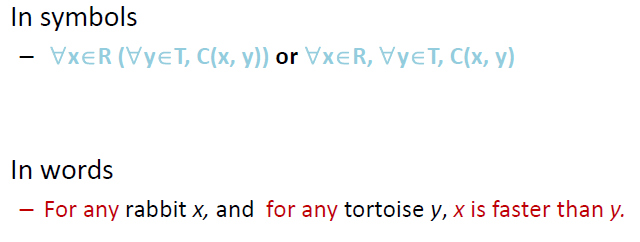 In symbols
– ∀x∈R (∀y∈T, C(x, y)) or ∀x∈R, ∀y∈T, C(x, y)
In words
– For any rabbit x, and for any tortoise y, x is faster than y.